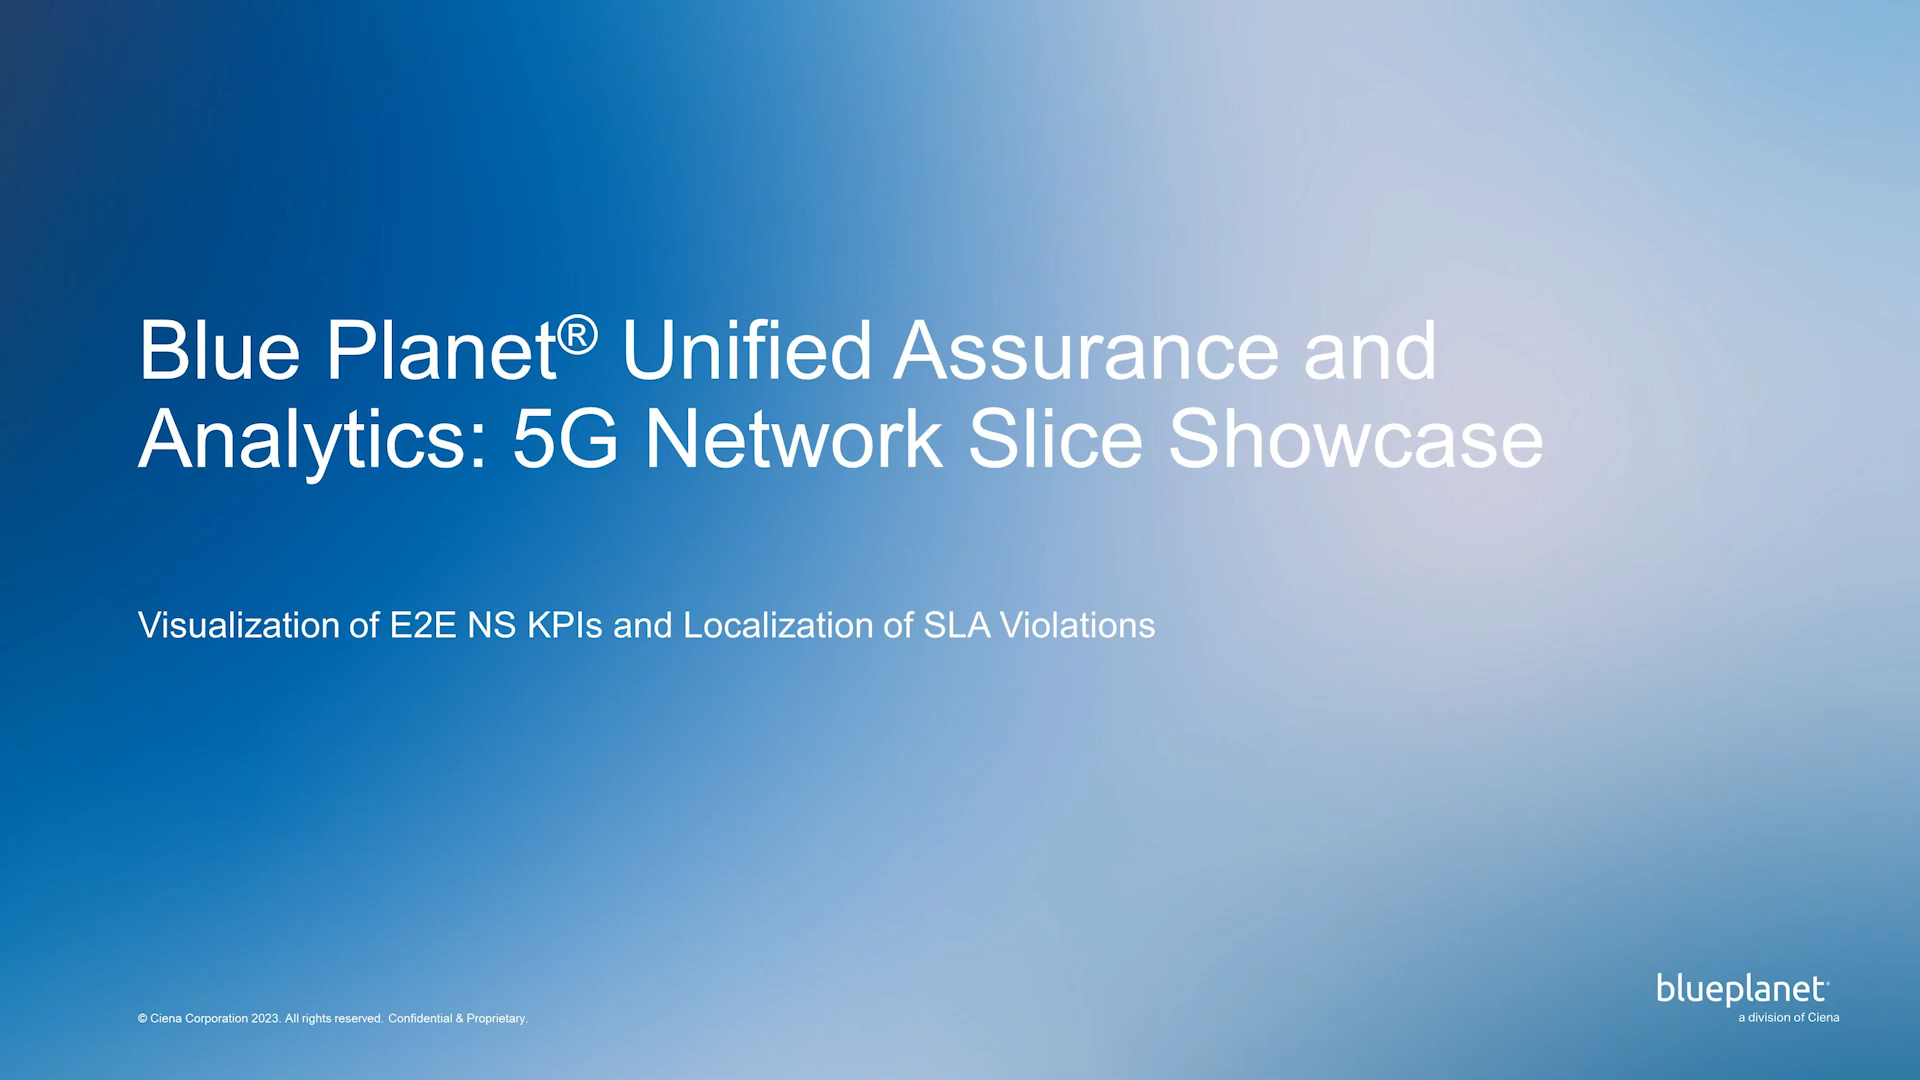 Blue Planet® Unified Assurance and
Analytics: 5G Network Slice Showcase
Visualization of E2E NS KPIs and Localization of SLA Violations
© Ciena Corporation 2023. All rights reserved. Confidential & Proprietary.
blueplanet
a division of Ciena